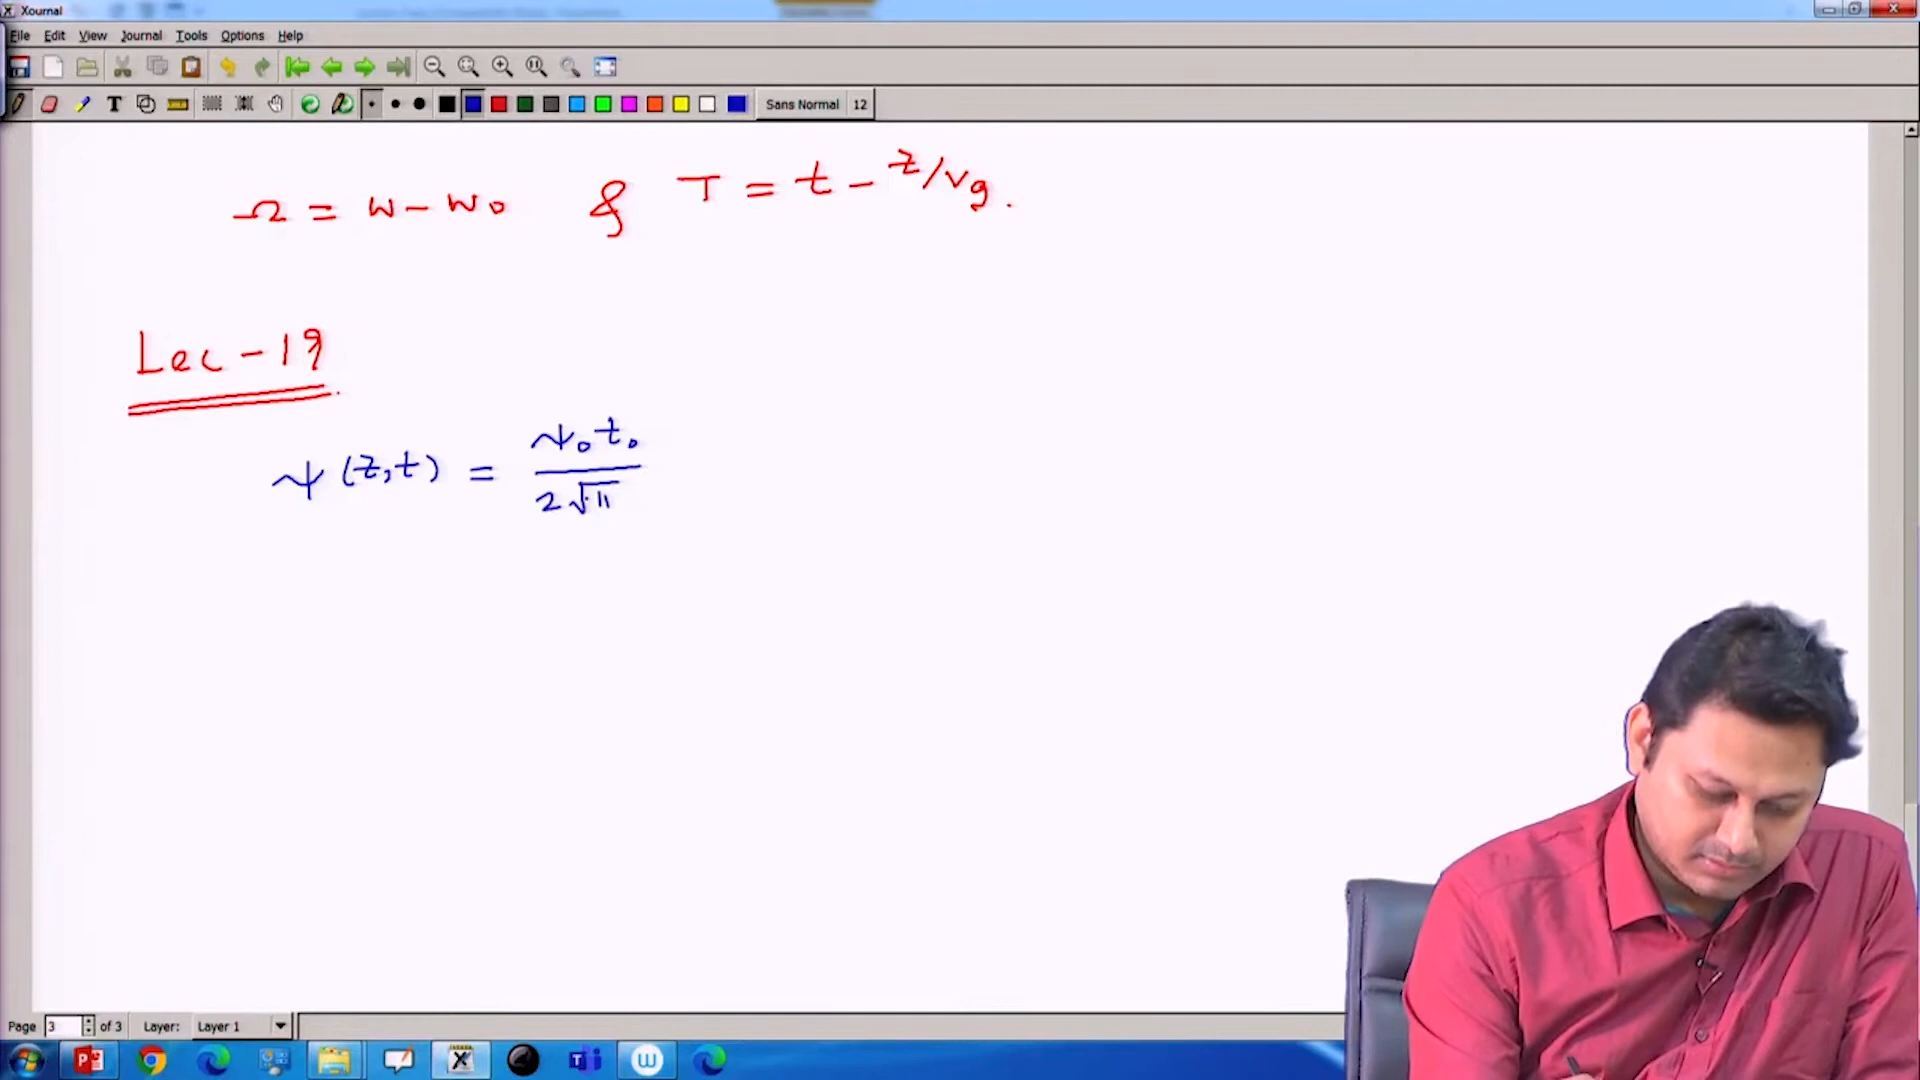 Xournal
File Edit View Journal Tools Options Help
Sans Normal 12
Ω = ω - ω₀ & T = t - z/vg.
Lec-19
ψ(z,t) = ψ₀t₀ / 2√π
Page 3 of 3 Layer: Layer 1